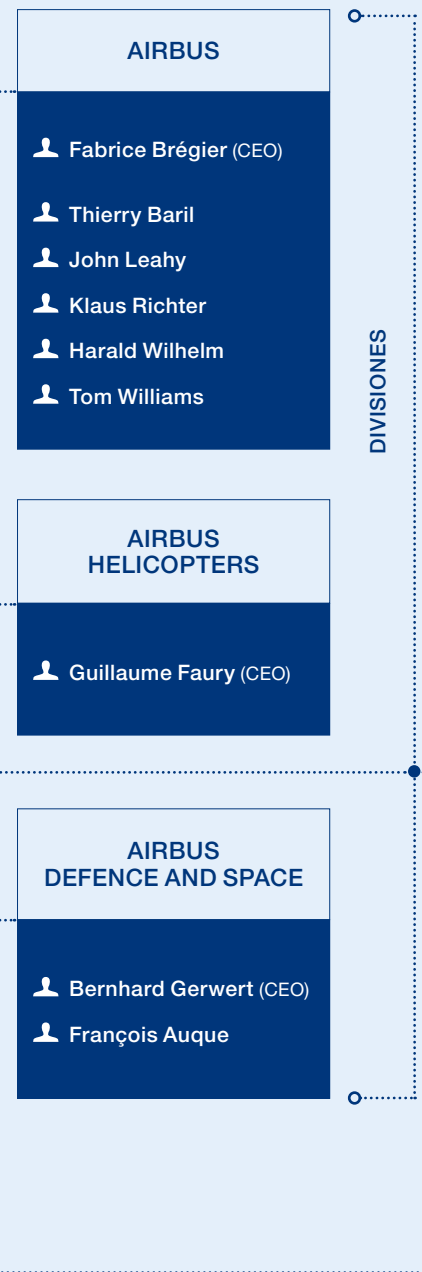 AIRBUS
Fabrice Brégier (CEO)
Thierry Baril
John Leahy
Klaus Richter
Harald Wilhelm
Tom Williams
DIVISIONES
AIRBUS
HELICOPTERS
Guillaume Faury (CEO)
AIRBUS
DEFENCE AND SPACE
Bernhard Gerwert (CEO)
François Auque